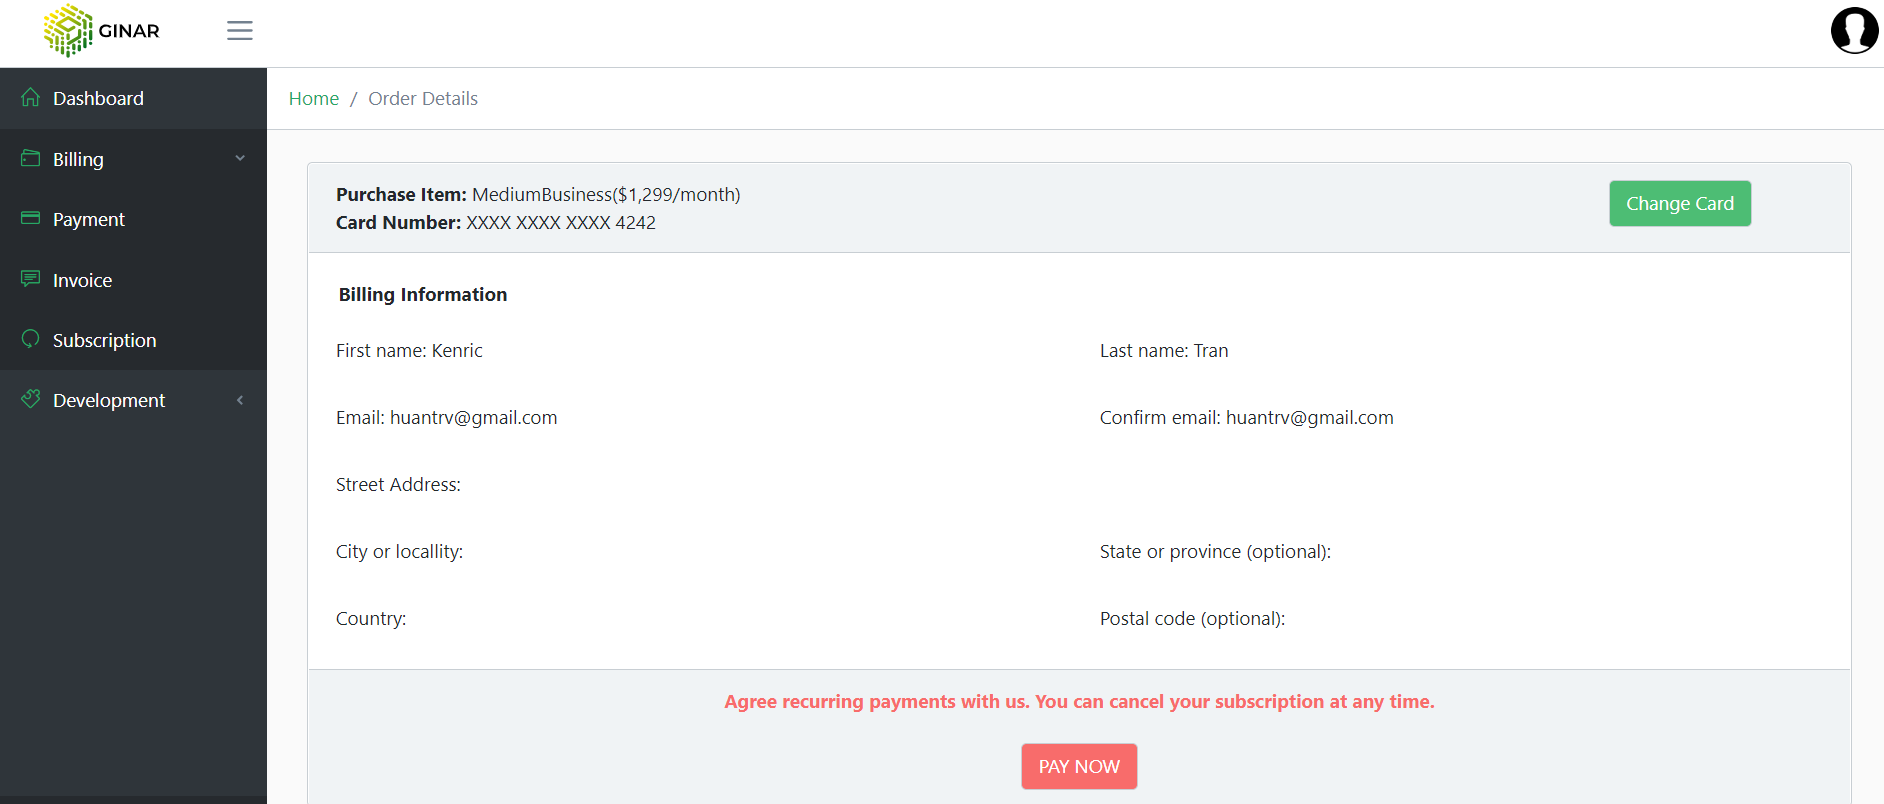 GINAR
Dashboard
Billing
Payment
Invoice
Subscription
Development
Home / Order Details
Purchase Item: MediumBusiness($1,299/month)
Card Number: XXXX XXXX XXXX 4242
Change Card
Billing Information
First name: Kenric
Last name: Tran
Email: huantrv@gmail.com
Confirm email: huantrv@gmail.com
Street Address:
City or locallity:
State or province (optional):
Country:
Postal code (optional):
Agree recurring payments with us. You can cancel your subscription at any time.
PAY NOW